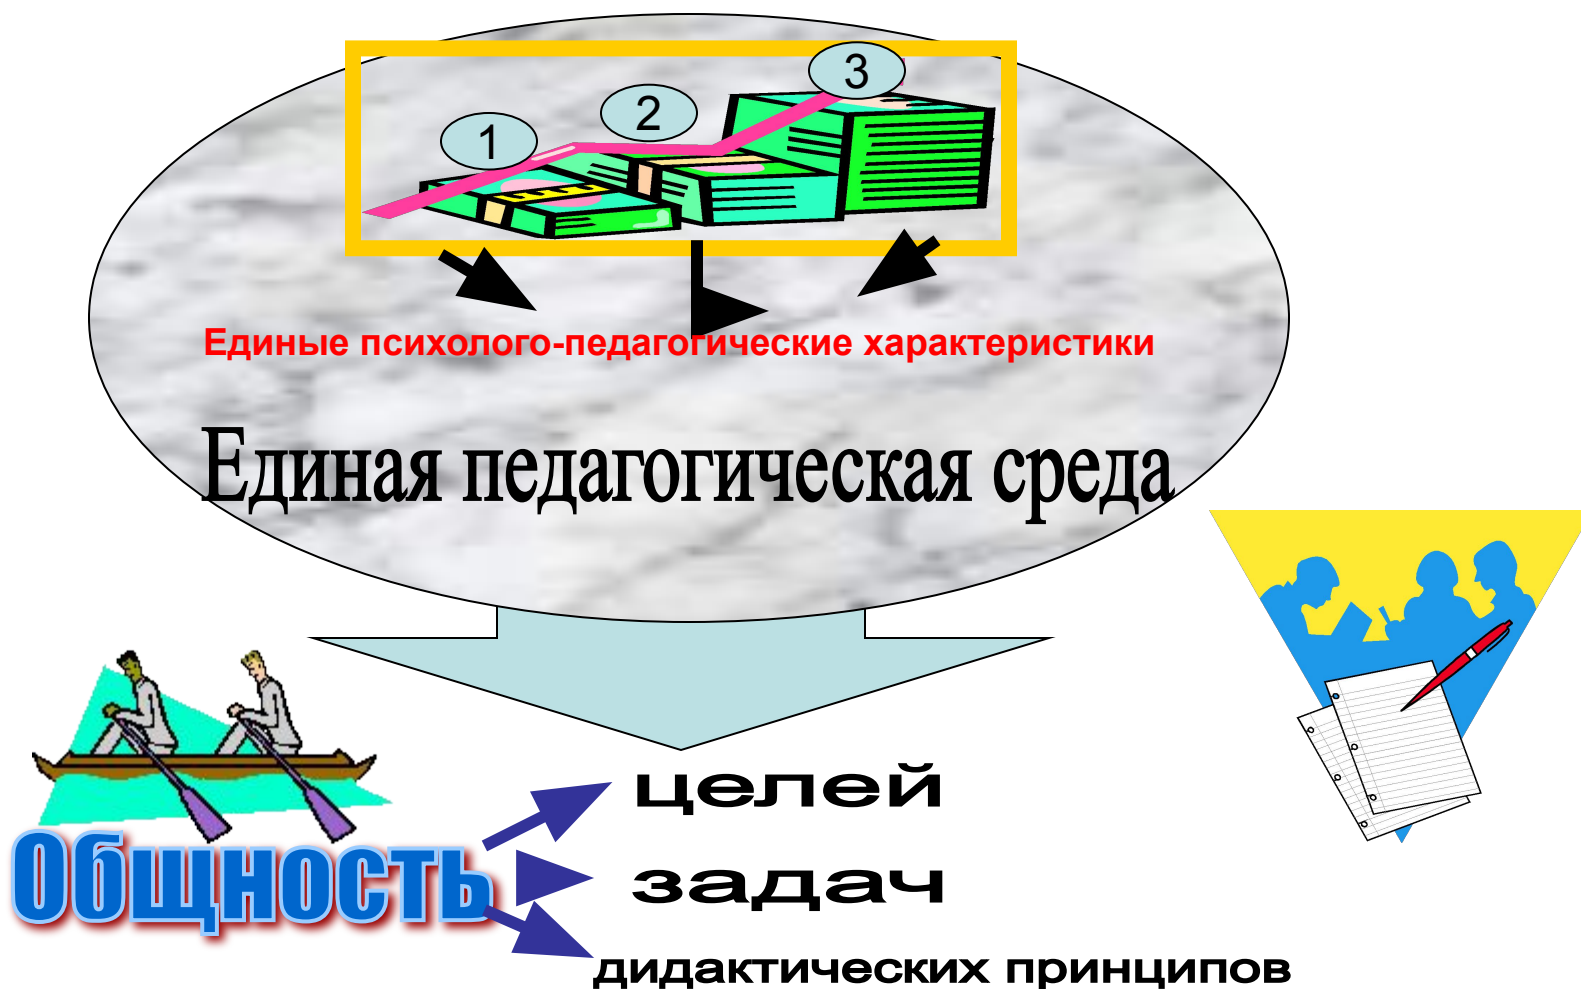 1
2
3
Единые психолого-педагогические характеристики
Единая педагогическая среда
Общность
целей
задач
дидактических принципов